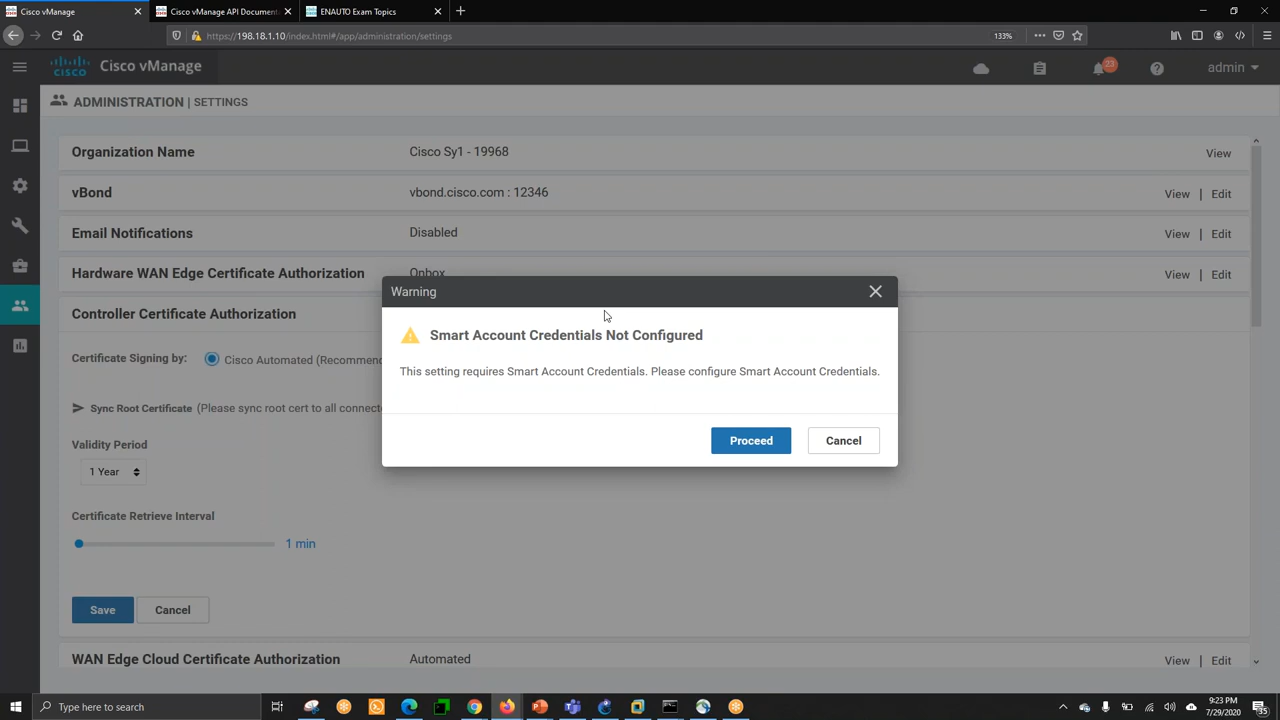 Cisco vManage
Cisco vManage API Document
ENAUTO Exam Topics
https://198.18.1.10/index.html#/app/administration/settings
133%
CISCO
Cisco vManage
23
admin
ADMINISTRATION | SETTINGS
Organization Name
Cisco Sy1 - 19968
View
vBond
vbond.cisco.com : 12346
View | Edit
Email Notifications
Disabled
View | Edit
Hardware WAN Edge Certificate Authorization
Onbox
View | Edit
Controller Certificate Authorization
Warning
Smart Account Credentials Not Configured
This setting requires Smart Account Credentials. Please configure Smart Account Credentials.
Proceed
Cancel
Certificate Signing by:
Cisco Automated (Recommen
Sync Root Certificate (Please sync root cert to all connect
Validity Period
1 Year
Certificate Retrieve Interval
1 min
Save
Cancel
WAN Edge Cloud Certificate Authorization
Automated
View | Edit
Type here to search
9:23 PM
7/29/2020
35